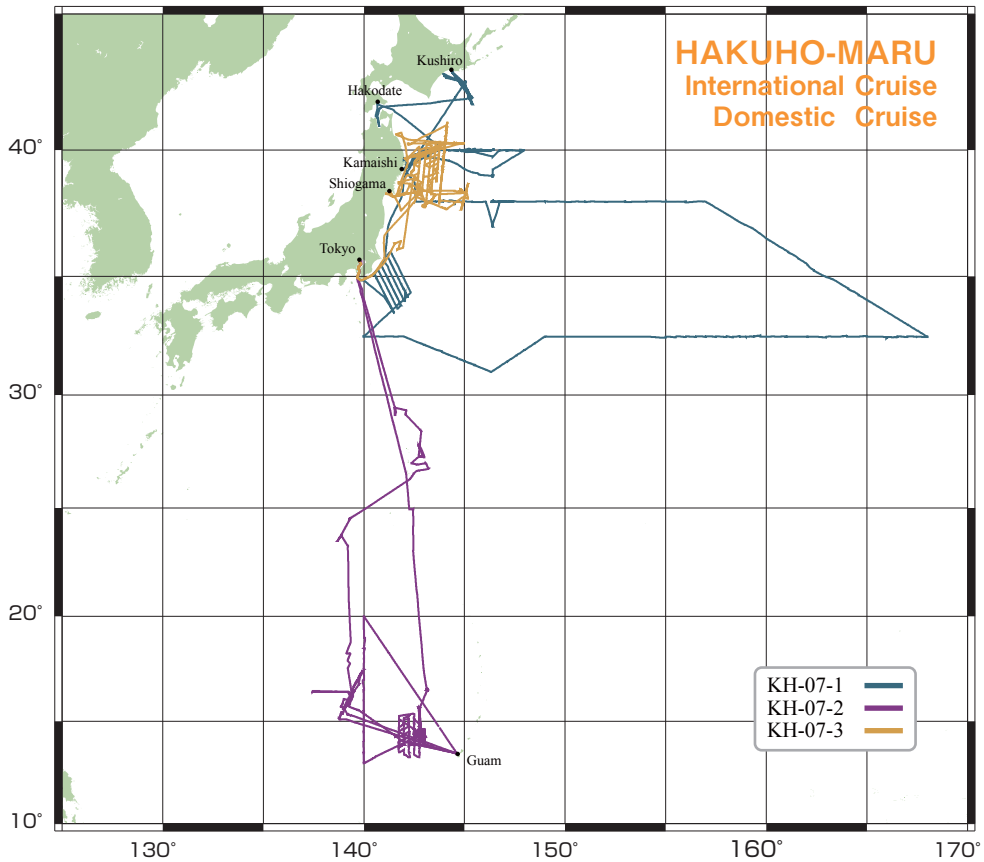 HAKUHO-MARU
International Cruise
Domestic Cruise
Kushiro
Hakodate
40°
Kamaishi
Shiogama
Tokyo
30°
20°
KH-07-1
KH-07-2
KH-07-3
Guam
10°
130°
140°
150°
160°
170°